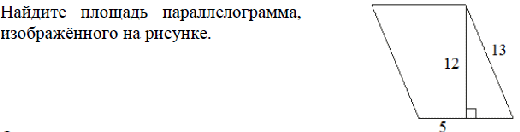 Найдите площадь параллелограмма,
изображённого на рисунке.
12
13
5